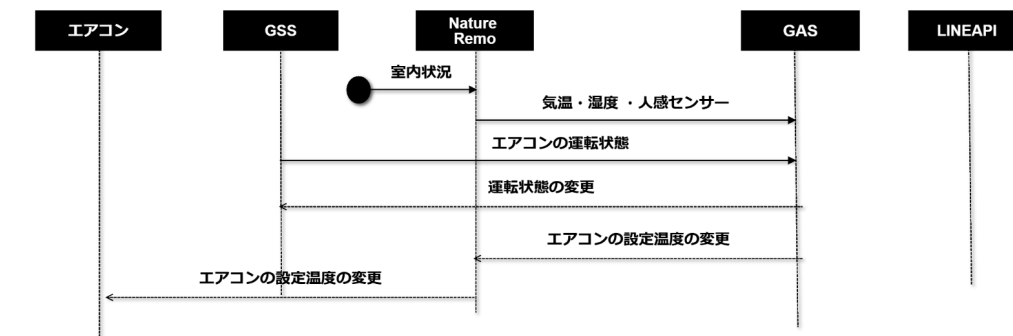 エアコン
GSS
Nature
Remo
GAS
LINEAPI
室内状況
気温・湿度 ・人感センサー
エアコンの運転状態
運転状態の変更
エアコンの設定温度の変更
エアコンの設定温度の変更